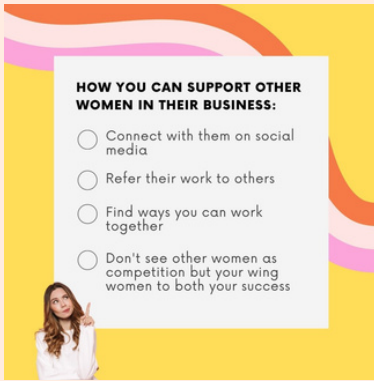 HOW YOU CAN SUPPORT OTHER
WOMEN IN THEIR BUSINESS:
Connect with them on social
media
Refer their work to others
Find ways you can work
together
Don't see other women as
competition but your wing
women to both your success